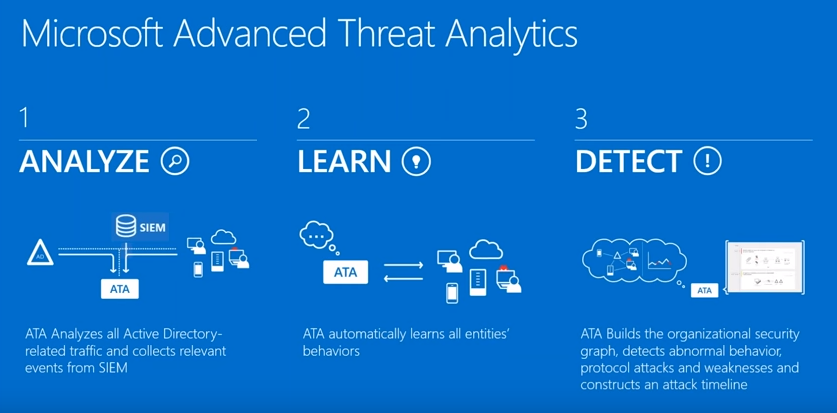 Microsoft Advanced Threat Analytics
1
ANALYZE
SIEM
AD
ATA
ATA Analyzes all Active Directory-
related traffic and collects relevant
events from SIEM
2
LEARN
ATA
ATA automatically learns all entities'
behaviors
3
DETECT
ATA
ATA Builds the organizational security
graph, detects abnormal behavior,
protocol attacks and weaknesses and
constructs an attack timeline